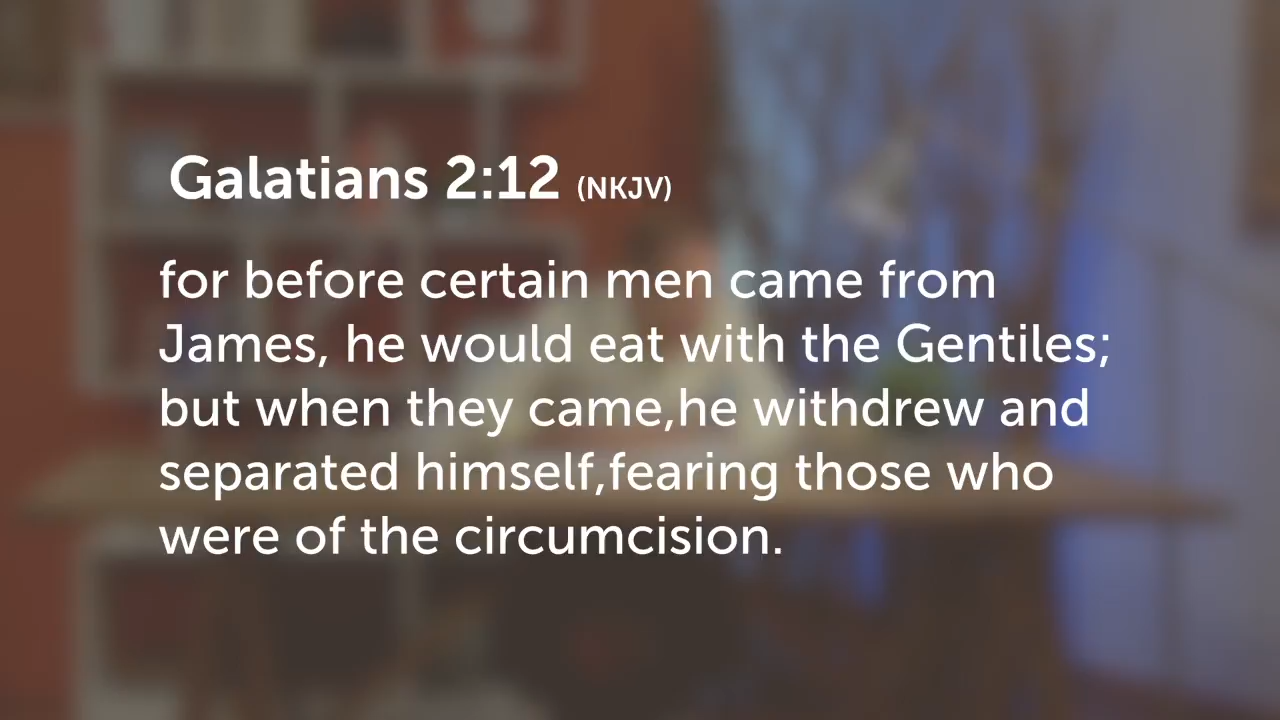 Galatians 2:12 (NKJV)
for before certain men came from
James, he would eat with the Gentiles;
but when they came,he withdrew and
separated himself,fearing those who
were of the circumcision.